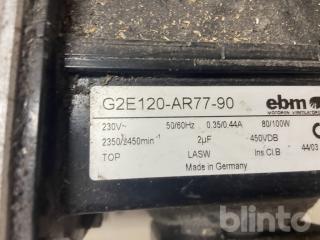 G2E120-AR77-90
ebm
230V~ 50/60Hz 0.35/0.44A 80/100W
2350/2450min⁻¹ 2µF 450VDB
TOP LASW Ins.Cl.B 44/03
Made in Germany
blinto